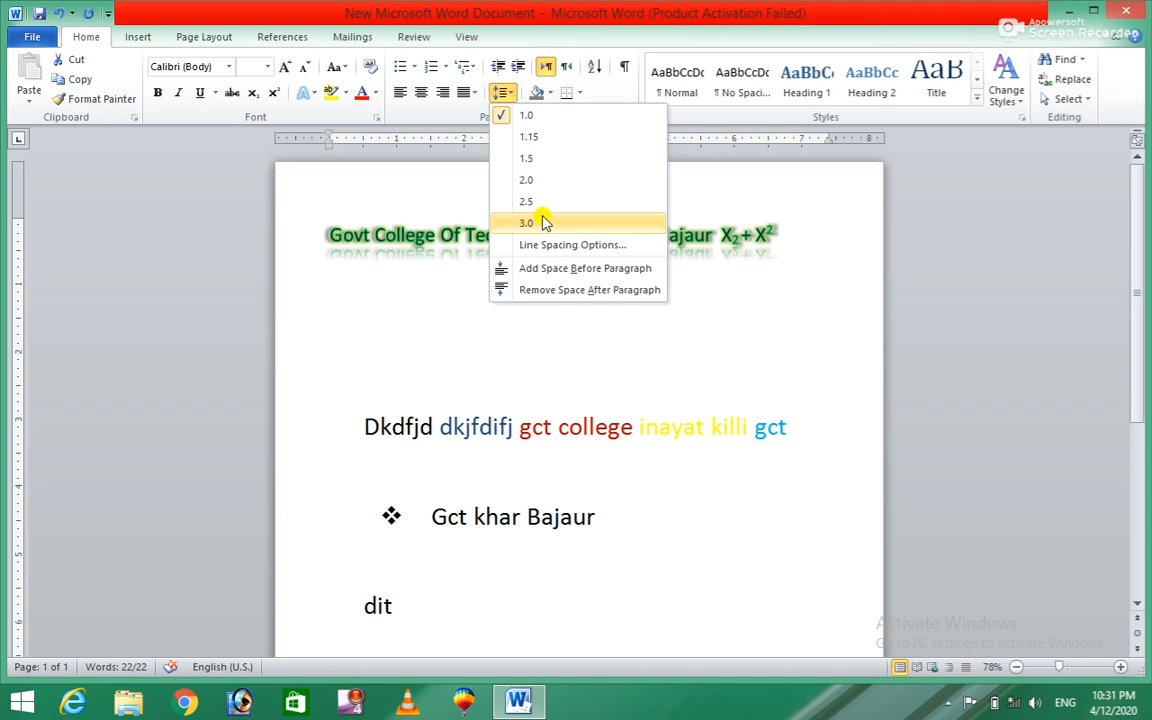 New Microsoft Word Document - Microsoft Word (Product Activation Failed)
Apowersoft
Screen Recorder
File Home Insert Page Layout References Mailings Review View
Paste
Cut
Copy
Format Painter
Clipboard
Calibri (Body)
Font
Styles
AaBbCcDc AaBbCcDc AaBbC AaBbCc AaB
¶ Normal ¶ No Spaci... Heading 1 Heading 2 Title
Change
Styles
Find
Replace
Select
Editing
1.0
1.15
1.5
2.0
2.5
3.0
Line Spacing Options...
Add Space Before Paragraph
Remove Space After Paragraph
Govt College Of Tec
ajaur X₂+X²
Dkdfjd dkjfdifj gct college inayat killi gct
❖ Gct khar Bajaur
dit
Activate Windows
Go to PC settings to activate Windows.
Page: 1 of 1 Words: 22/22 English (U.S.) 78%
ENG
10:31 PM
4/12/2020